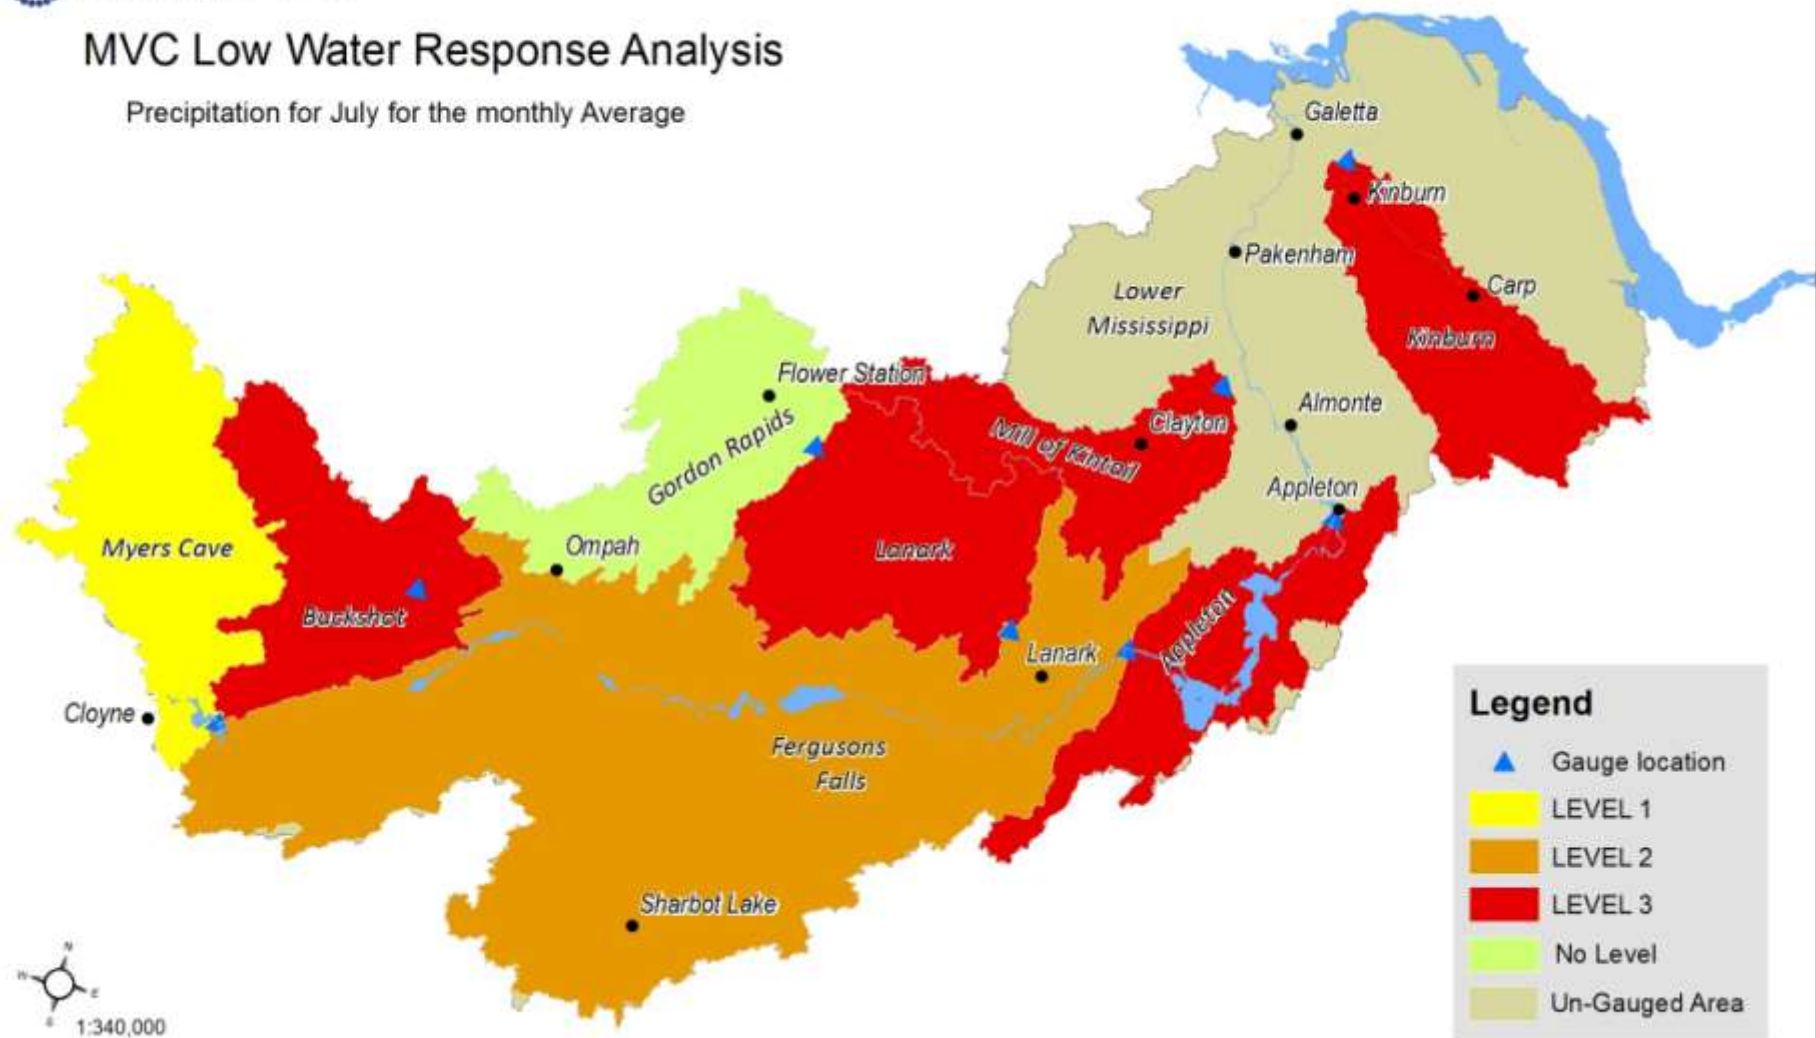 MVC Low Water Response Analysis
Precipitation for July for the monthly Average
Galetta
Kinburn
Pakenham
Carp
Lower
Mississippi
Kinburn
Flower Station
Almonte
Clayton
Mill of Kintail
Gordon Rapids
Appleton
Ompah
Myers Cave
Lanark
Buckshot
Appleton
Lanark
Cloyne
Fergusons
Falls
Sharbot Lake
Legend
Gauge location
LEVEL 1
LEVEL 2
LEVEL 3
No Level
Un-Gauged Area
N
W
E
S
1:340,000